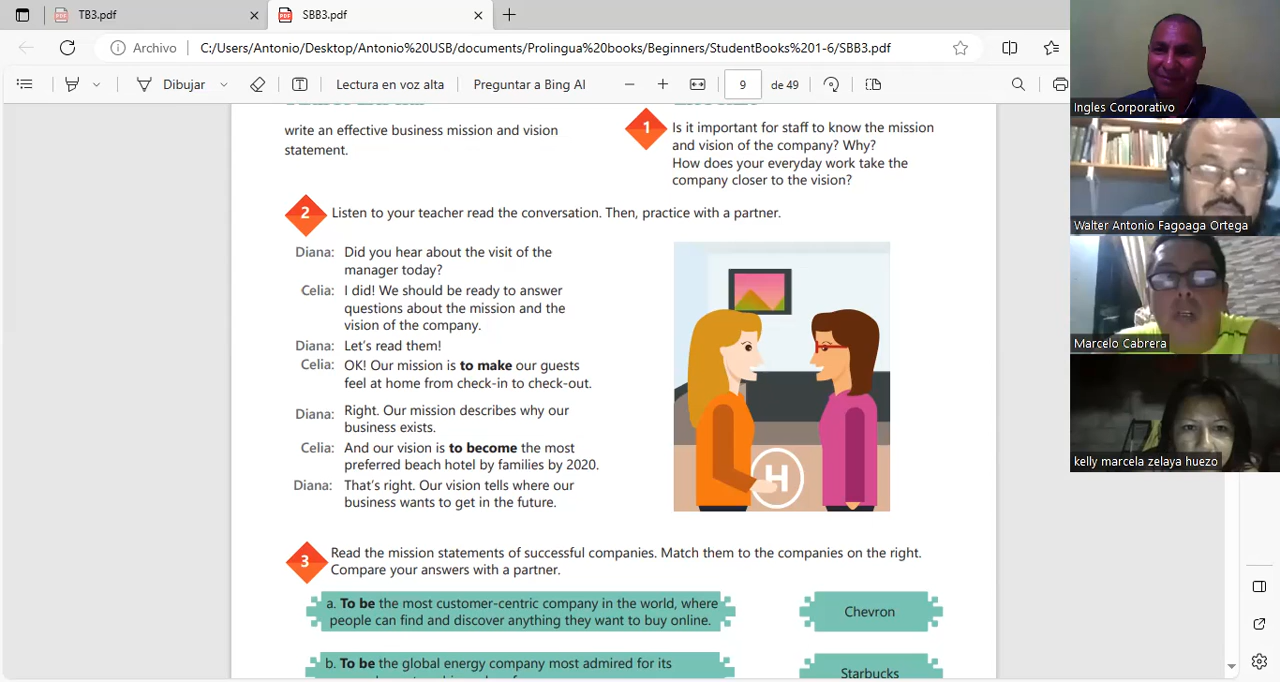 TB3.pdf
SBB3.pdf
Archivo
C:/Users/Antonio/Desktop/Antonio%20USB/documents/Prolingua%20books/Beginners/StudentBooks%201-6/SBB3.pdf
Dibujar
Lectura en voz alta
Preguntar a Bing AI
9
de 49
write an effective business mission and vision
statement.
1
Is it important for staff to know the mission
and vision of the company? Why?
How does your everyday work take the
company closer to the vision?
2
Listen to your teacher read the conversation. Then, practice with a partner.
Diana: Did you hear about the visit of the
manager today?
Celia: I did! We should be ready to answer
questions about the mission and the
vision of the company.
Diana: Let's read them!
Celia: OK! Our mission is to make our guests
feel at home from check-in to check-out.
Diana: Right. Our mission describes why our
business exists.
Celia: And our vision is to become the most
preferred beach hotel by families by 2020.
Diana: That's right. Our vision tells where our
business wants to get in the future.
H
3
Read the mission statements of successful companies. Match them to the companies on the right.
Compare your answers with a partner.
a. To be the most customer-centric company in the world, where
people can find and discover anything they want to buy online.
Chevron
b. To be the global energy company most admired for its
Starbucks
Ingles Corporativo
Walter Antonio Fagoaga Ortega
Marcelo Cabrera
kelly marcela zelaya huezo